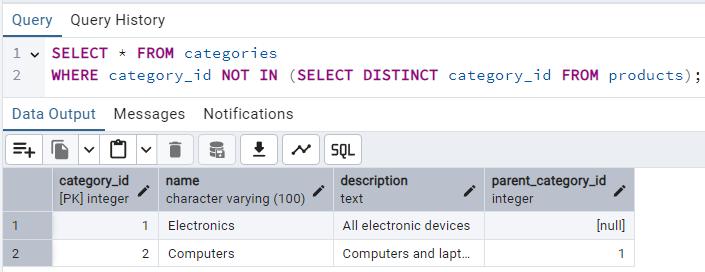 Query Query History
1 SELECT * FROM categories
2 WHERE category_id NOT IN (SELECT DISTINCT category_id FROM products);
Data Output Messages Notifications
SQL
category_id name description parent_category_id
[PK] integer character varying (100) text integer
1 1 Electronics All electronic devices [null]
2 2 Computers Computers and lapt... 1